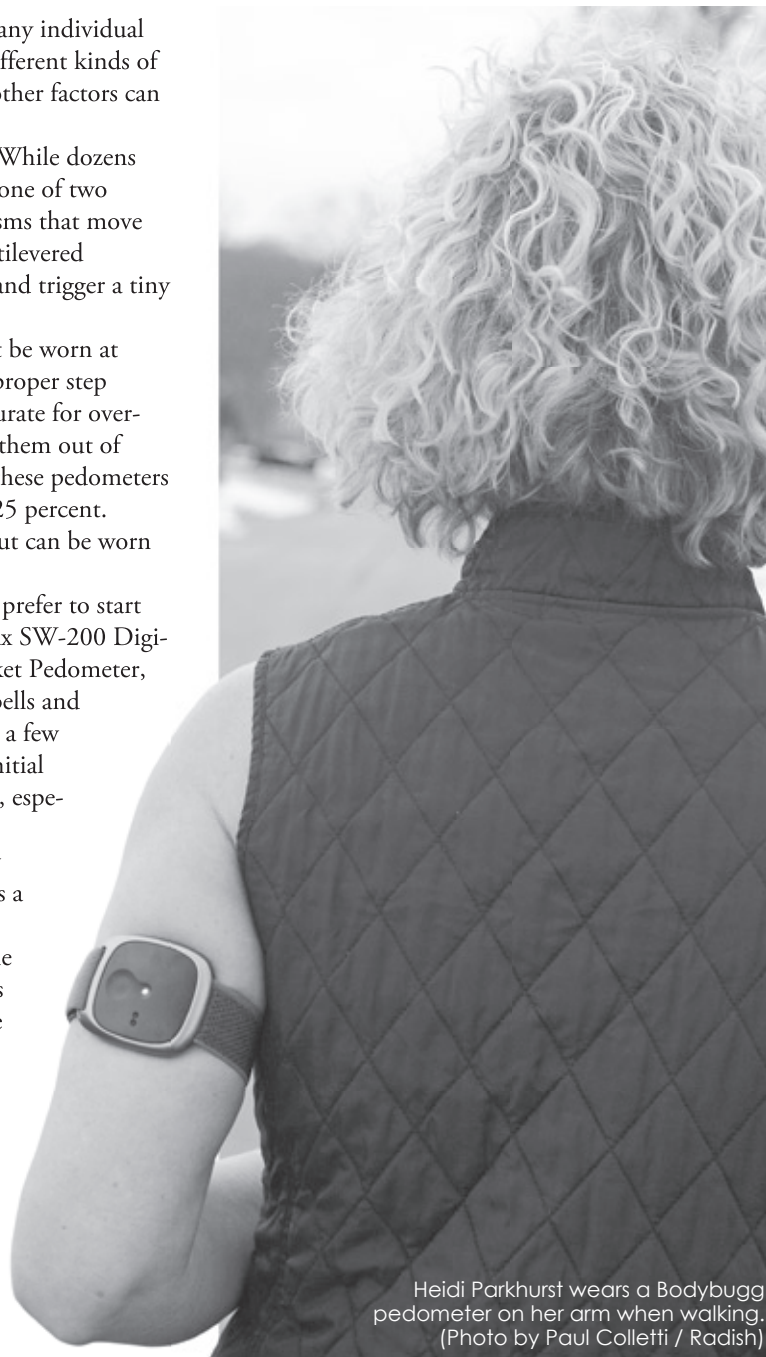 any individual
fferent kinds of
other factors can
While dozens
one of two
sms that move
tilevered
and trigger a tiny
t be worn at
proper step
urate for over-
them out of
hese pedometers
25 percent.
ut can be worn
prefer to start
x SW-200 Digi-
ket Pedometer,
bells and
a few
nitial
, espe-
s a
e
s
e
Heidi Parkhurst wears a Bodybugg
pedometer on her arm when walking.
(Photo by Paul Colletti / Radish)